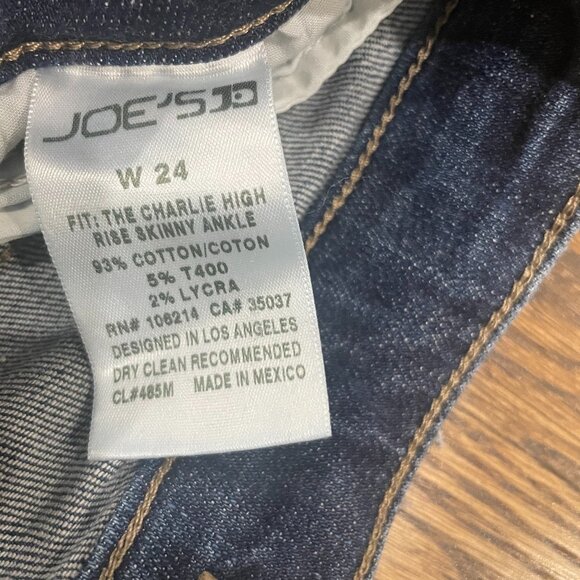 JOE'S
W 24
FIT: THE CHARLIE HIGH
RISE SKINNY ANKLE
93% COTTON/COTON
5% T400
2% LYCRA
RN# 106214 CA# 35037
DESIGNED IN LOS ANGELES
DRY CLEAN RECOMMENDED
CL#485M MADE IN MEXICO